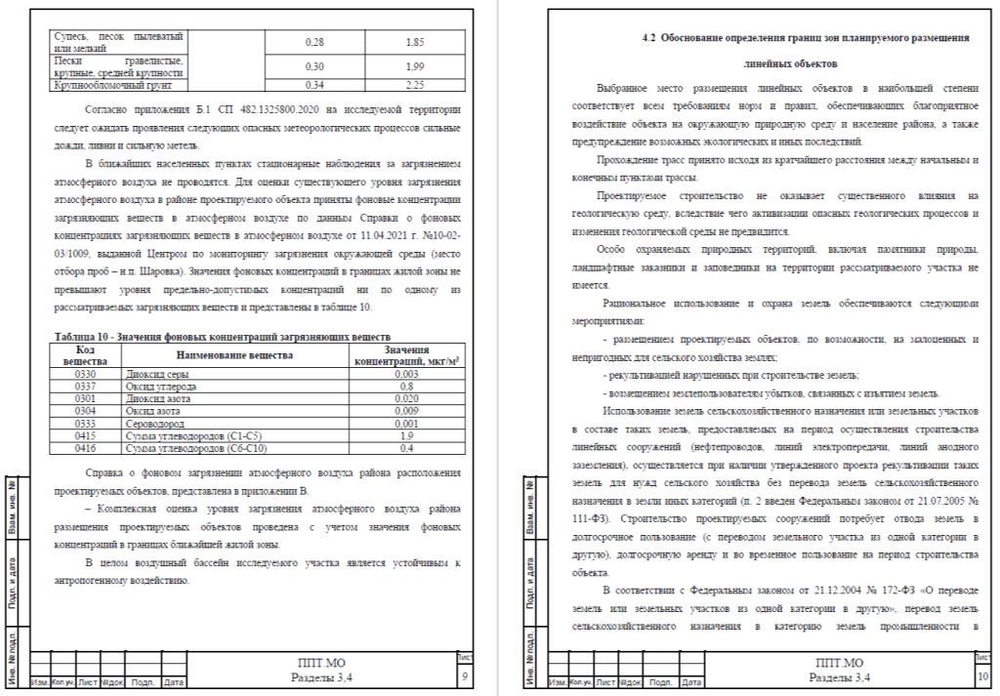 Супесь, песок пылеватый или мелкий 0,28 1,85
Пески гравелистые, крупные, средней крупности 0,30 1,99
Крупнообломочный грунт 0,34 2,25
Согласно приложения Б.1 СП 482.1325800.2020 на исследуемой территории
следует ожидать проявления следующих опасных метеорологических процессов сильные
дожди, ливни и сильную метель.
В ближайших населенных пунктах стационарные наблюдения за загрязнением
атмосферного воздуха не проводятся. Для оценки существующего уровня загрязнения
атмосферного воздуха в районе проектируемого объекта приняты фоновые концентрации
загрязняющих веществ в атмосферном воздухе по данным Справки о фоновых
концентрациях загрязняющих веществ в атмосферном воздухе от 11.04.2021 г. №10-02-
03/1009, выданной Центром по мониторингу загрязнения окружающей среды (место
отбора проб – н.п. Шаровка). Значения фоновых концентраций в границах жилой зоны не
превышают уровня предельно-допустимых концентраций ни по одному из
рассматриваемых загрязняющих веществ и представлены в таблице 10.
Таблица 10 - Значения фоновых концентраций загрязняющих веществ
Код вещества Наименование вещества Значения концентраций, мкг/м³
0330 Диоксид серы 0,003
0337 Оксид углерода 0,8
0301 Диоксид азота 0,020
0304 Оксид азота 0,009
0333 Сероводород 0,001
0415 Сумма углеводородов (С1-С5) 1,9
0416 Сумма углеводородов (С6-С10) 0,4
Справка о фоновом загрязнении атмосферного воздуха района расположения
проектируемых объектов, представлена в приложении В.
– Комплексная оценка уровня загрязнения атмосферного воздуха района
размещения проектируемых объектов проведена с учетом значения фоновых
концентраций в границах ближайшей жилой зоны.
В целом воздушный бассейн исследуемого участка является устойчивым к
антропогенному воздействию.
Взам. инв. №
Подп. и дата
Инв. № подл.
Изм. Кол.уч. Лист №док Подп. Дата
ППТ.МО
Разделы 3,4
Лист
9
4.2 Обоснование определения границ зон планируемого размещения
линейных объектов
Выбранное место размещения линейных объектов в наибольшей степени
соответствует всем требованиям норм и правил, обеспечивающих благоприятное
воздействие объекта на окружающую природную среду и население района, а также
предупреждение возможных экологических и иных последствий.
Прохождение трасс принято исходя из кратчайшего расстояния между начальным и
конечным пунктами трассы.
Проектируемое строительство не оказывает существенного влияния на
геологическую среду, вследствие чего активизации опасных геологических процессов и
изменения геологической среды не предвидится.
Особо охраняемых природных территорий, включая памятники природы,
ландшафтные заказники и заповедники на территории рассматриваемого участка не
имеется.
Рациональное использование и охрана земель обеспечиваются следующими
мероприятиями:
- размещением проектируемых объектов, по возможности, на малоценных и
непригодных для сельского хозяйства землях;
- рекультивацией нарушенных при строительстве земель;
- возмещением землепользователям убытков, связанных с изъятием земель.
Использование земель сельскохозяйственного назначения или земельных участков
в составе таких земель, предоставляемых на период осуществления строительства
линейных сооружений (нефтепроводов, линий электропередачи, линий анодного
заземления), осуществляется при наличии утвержденного проекта рекультивации таких
земель для нужд сельского хозяйства без перевода земель сельскохозяйственного
назначения в земли иных категорий (п. 2 введен Федеральным законом от 21.07.2005 №
111-ФЗ). Строительство проектируемых сооружений потребует отвода земель в
долгосрочное пользование (с переводом земельного участка из одной категории в
другую), долгосрочную аренду и во временное пользование на период строительства
объекта.
В соответствии с Федеральным законом от 21.12.2004 № 172-ФЗ «О переводе
земель или земельных участков из одной категории в другую», перевод земель
сельскохозяйственного назначения в категорию земель промышленности в
Взам. инв. №
Подп. и дата
Инв. № подл.
Изм. Кол.уч. Лист №док Подп. Дата
ППТ.МО
Разделы 3,4
Лист
10